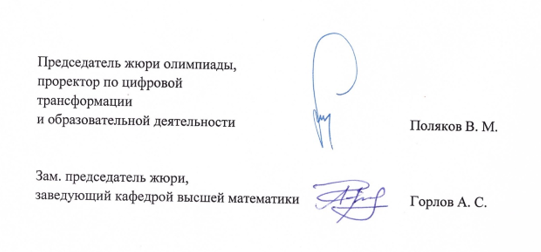 Председатель жюри олимпиады,
проректор по цифровой
трансформации
и образовательной деятельности Поляков В. М.
Зам. председатель жюри,
заведующий кафедрой высшей математики Горлов А. С.